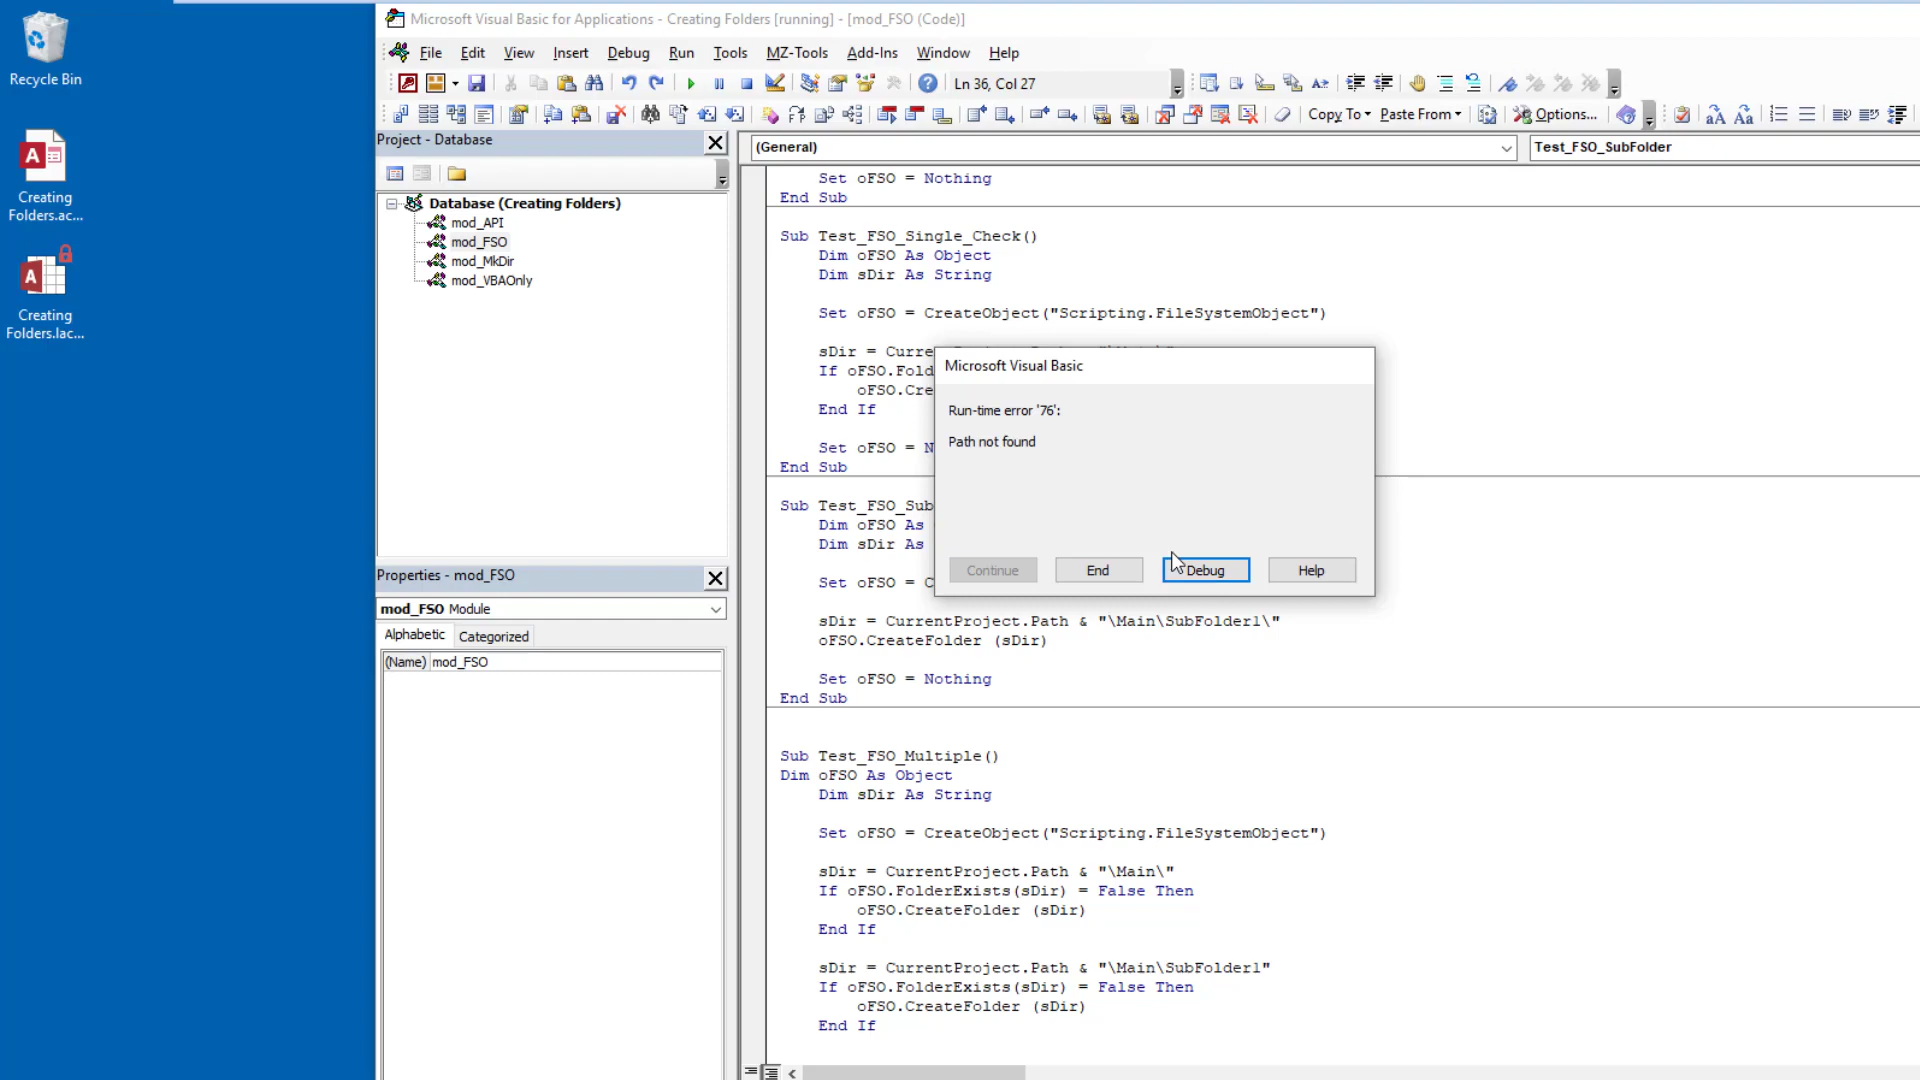 Recycle Bin
Creating
Folders.ac...
Creating
Folders.lac...
Microsoft Visual Basic for Applications - Creating Folders [running] - [mod_FSO (Code)]
File Edit View Insert Debug Run Tools MZ-Tools Add-Ins Window Help
Ln 36, Col 27
Copy To Paste From Options...
Project - Database
Database (Creating Folders)
mod_API
mod_FSO
mod_MkDir
mod_VBAOnly
Properties - mod_FSO
mod_FSO Module
Alphabetic Categorized
(Name) mod_FSO
(General) Test_FSO_SubFolder
Set oFSO = Nothing
End Sub
Sub Test_FSO_Single_Check()
Dim oFSO As Object
Dim sDir As String
Set oFSO = CreateObject("Scripting.FileSystemObject")
sDir = Curre
If oFSO.Fold
oFSO.Cre
End If
Set oFSO = N
End Sub
Sub Test_FSO_Sub
Dim oFSO As
Dim sDir As
Set oFSO = C
sDir = CurrentProject.Path & "\Main\SubFolder1\"
oFSO.CreateFolder (sDir)
Set oFSO = Nothing
End Sub
Sub Test_FSO_Multiple()
Dim oFSO As Object
Dim sDir As String
Set oFSO = CreateObject("Scripting.FileSystemObject")
sDir = CurrentProject.Path & "\Main\"
If oFSO.FolderExists(sDir) = False Then
oFSO.CreateFolder (sDir)
End If
sDir = CurrentProject.Path & "\Main\SubFolder1"
If oFSO.FolderExists(sDir) = False Then
oFSO.CreateFolder (sDir)
End If
Microsoft Visual Basic
Run-time error '76':
Path not found
Continue End Debug Help